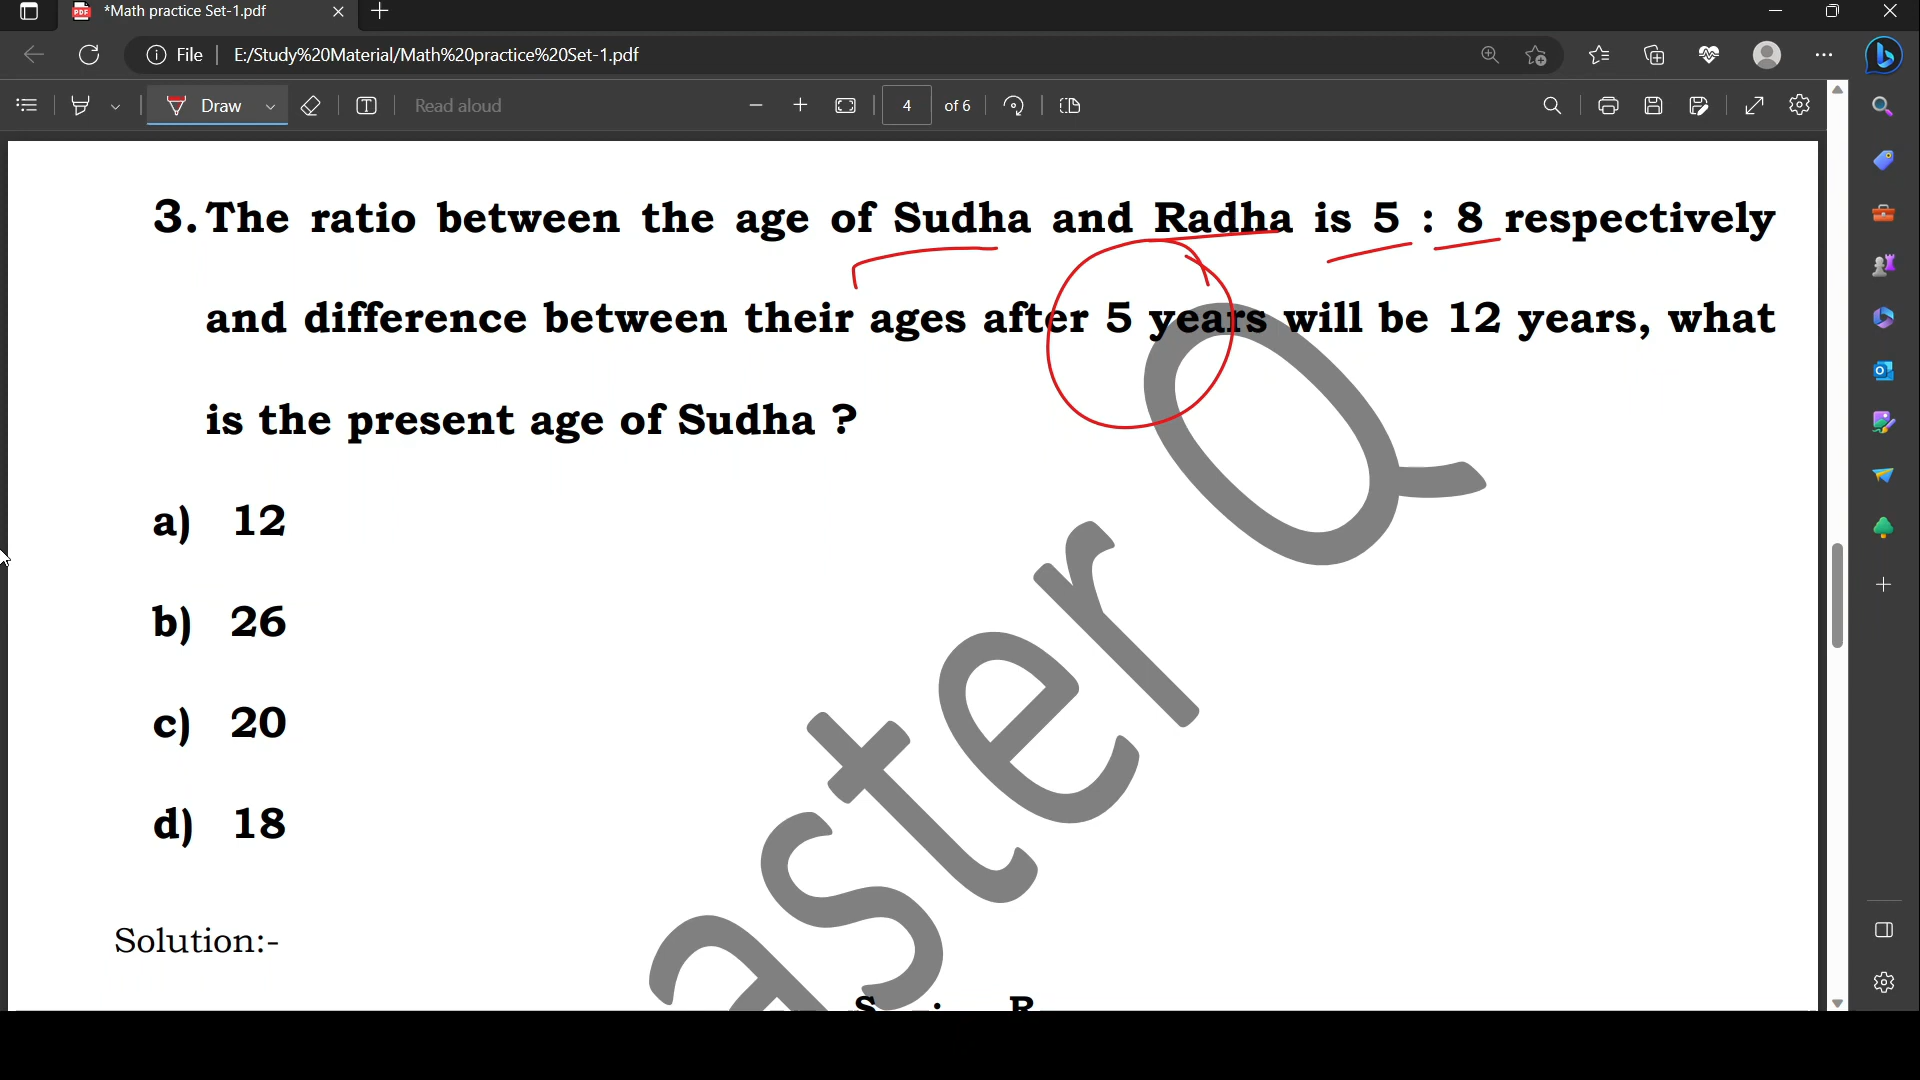 *Math practice Set-1.pdf
File
E:/Study%20Material/Math%20practice%20Set-1.pdf
Draw
Read aloud
4 of 6
3. The ratio between the age of Sudha and Radha is 5 : 8 respectively
and difference between their ages after 5 years will be 12 years, what
is the present age of Sudha ?
a) 12
b) 26
c) 20
d) 18
Solution:-
S : R
aster Q